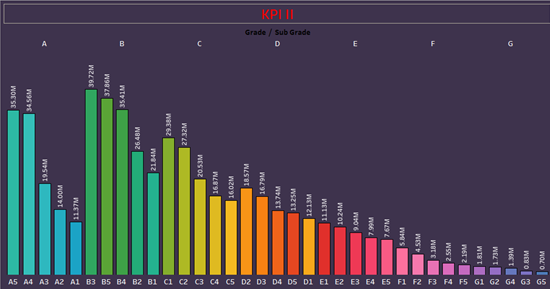 KPI II
Grade / Sub Grade
A B C D E F G
35.30M 34.56M 19.54M 14.00M 11.37M 39.72M 37.86M 35.41M 26.48M 21.84M 29.38M 27.32M 20.53M 16.87M 16.02M 18.57M 16.79M 13.74M 13.25M 12.13M 11.13M 10.24M 9.04M 7.99M 7.67M 5.84M 4.53M 3.18M 2.55M 2.19M 1.81M 1.73M 1.39M 0.83M 0.70M
A5 A4 A3 A2 A1 B3 B5 B4 B2 B1 C1 C2 C3 C4 C5 D2 D3 D4 D5 D1 E1 E2 E3 E4 E5 F1 F2 F3 F4 F5 G1 G2 G4 G3 G5